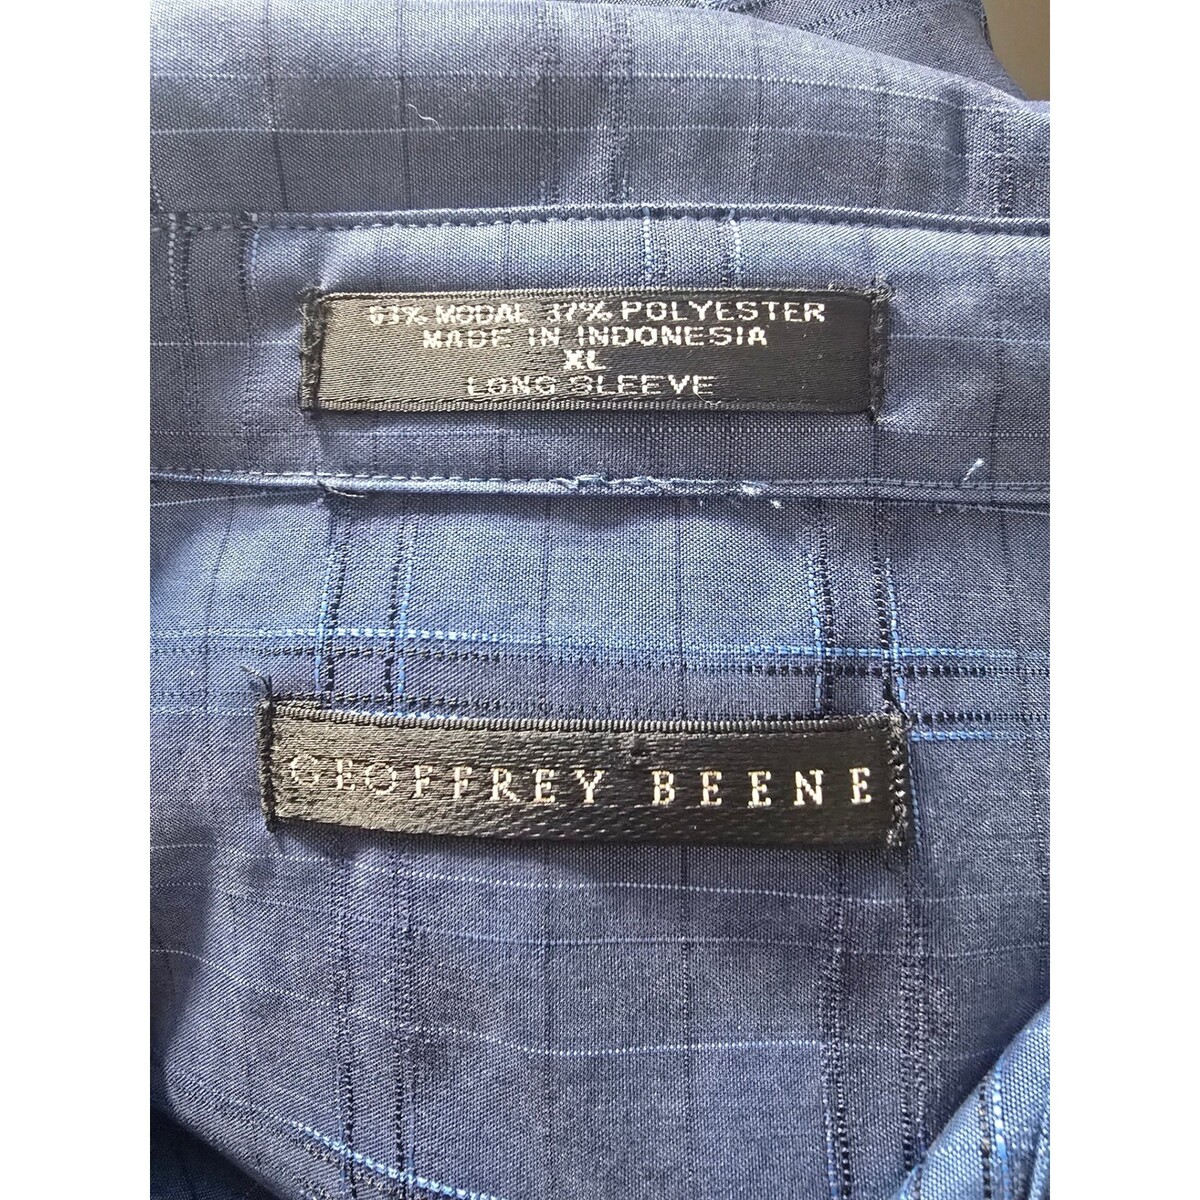 63% MODAL 37% POLYESTER
MADE IN INDONESIA
XL
LONG SLEEVE
GEOFFREY BEENE